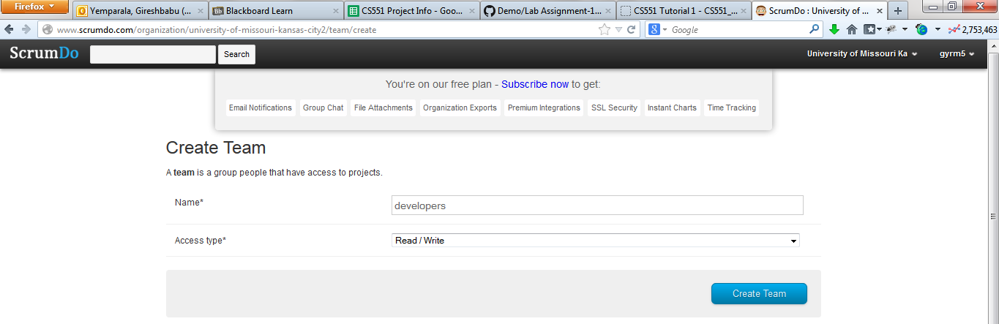 Firefox
Yemparala, Gireshbabu (...
Blackboard Learn
CS551 Project Info - Goo...
Demo/Lab Assignment-1...
CS551 Tutorial 1 - CS551_...
ScrumDo : University of ...
www.scrumdo.com/organization/university-of-missouri-kansas-city2/team/create
Google
2,753,463
ScrumDo
Search
University of Missouri Ka
gyrm5
You're on our free plan - Subscribe now to get:
Email Notifications Group Chat File Attachments Organization Exports Premium Integrations SSL Security Instant Charts Time Tracking
Create Team
A team is a group people that have access to projects.
Name*
developers
Access type*
Read / Write
Create Team